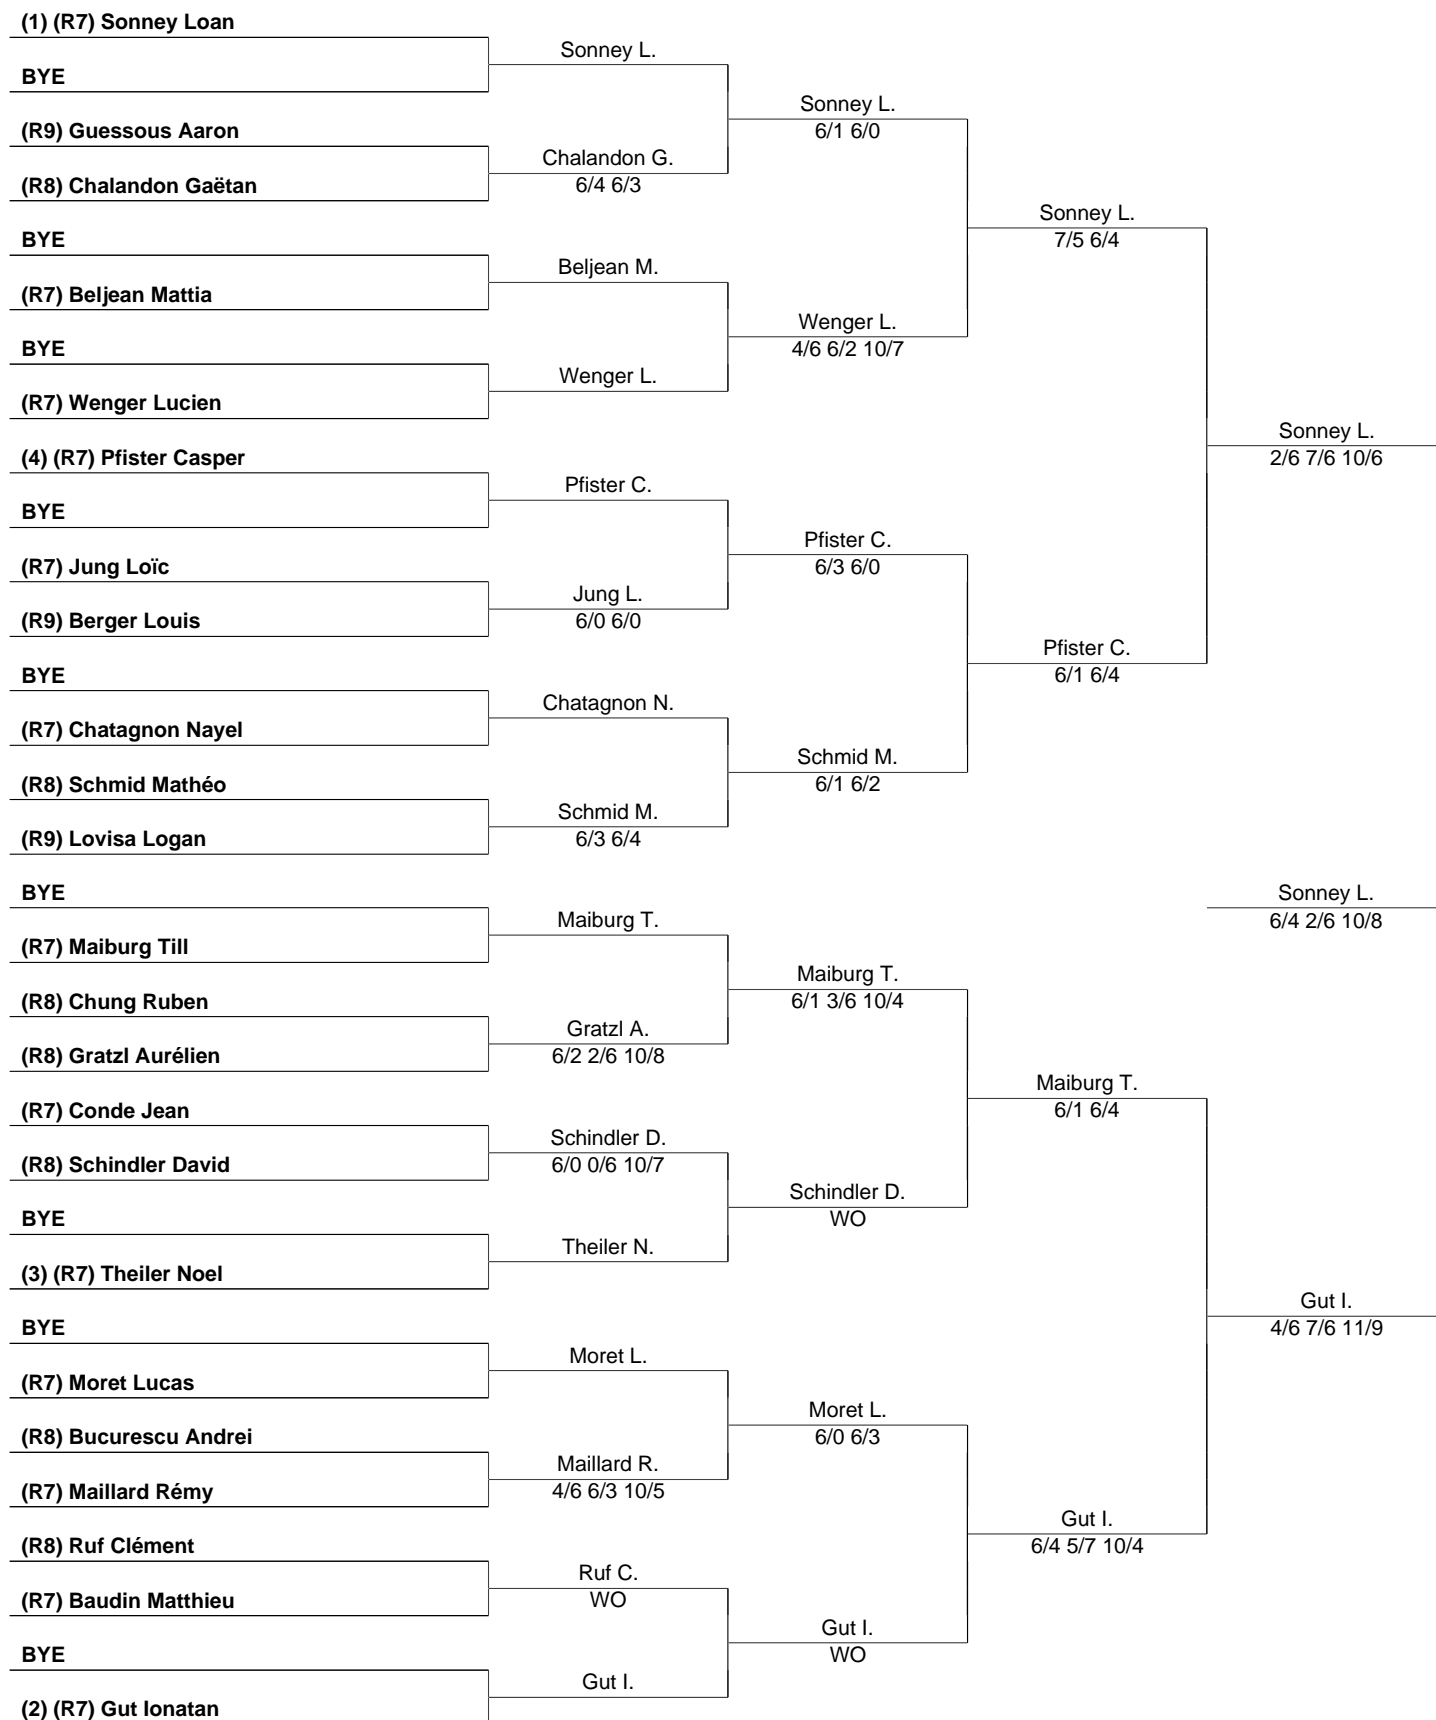 (1) (R7) Sonney Loan
BYE
(R9) Guessous Aaron
(R8) Chalandon Gaëtan
BYE
(R7) Beljean Mattia
BYE
(R7) Wenger Lucien
(4) (R7) Pfister Casper
BYE
(R7) Jung Loïc
(R9) Berger Louis
BYE
(R7) Chatagnon Nayel
(R8) Schmid Mathéo
(R9) Lovisa Logan
BYE
(R7) Maiburg Till
(R8) Chung Ruben
(R8) Gratzl Aurélien
(R7) Conde Jean
(R8) Schindler David
BYE
(3) (R7) Theiler Noel
BYE
(R7) Moret Lucas
(R8) Bucurescu Andrei
(R7) Maillard Rémy
(R8) Ruf Clément
(R7) Baudin Matthieu
BYE
(2) (R7) Gut Ionatan
Sonney L.
Chalandon G.
6/4 6/3
Beljean M.
Wenger L.
Pfister C.
Jung L.
6/0 6/0
Chatagnon N.
Schmid M.
6/3 6/4
Maiburg T.
Gratzl A.
6/2 2/6 10/8
Schindler D.
6/0 0/6 10/7
Theiler N.
Moret L.
Maillard R.
4/6 6/3 10/5
Ruf C.
WO
Gut I.
Sonney L.
6/1 6/0
Wenger L.
4/6 6/2 10/7
Pfister C.
6/3 6/0
Schmid M.
6/1 6/2
Maiburg T.
6/1 3/6 10/4
Schindler D.
WO
Moret L.
6/0 6/3
Gut I.
WO
Sonney L.
7/5 6/4
Pfister C.
6/1 6/4
Maiburg T.
6/1 6/4
Gut I.
6/4 5/7 10/4
Sonney L.
2/6 7/6 10/6
Sonney L.
6/4 2/6 10/8
Gut I.
4/6 7/6 11/9